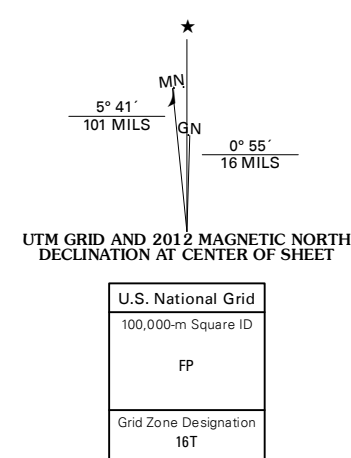 ★
MN
5° 41´
101 MILS
GN
0° 55´
16 MILS
UTM GRID AND 2012 MAGNETIC NORTH
DECLINATION AT CENTER OF SHEET
U.S. National Grid
100,000-m Square ID
FP
Grid Zone Designation
16T